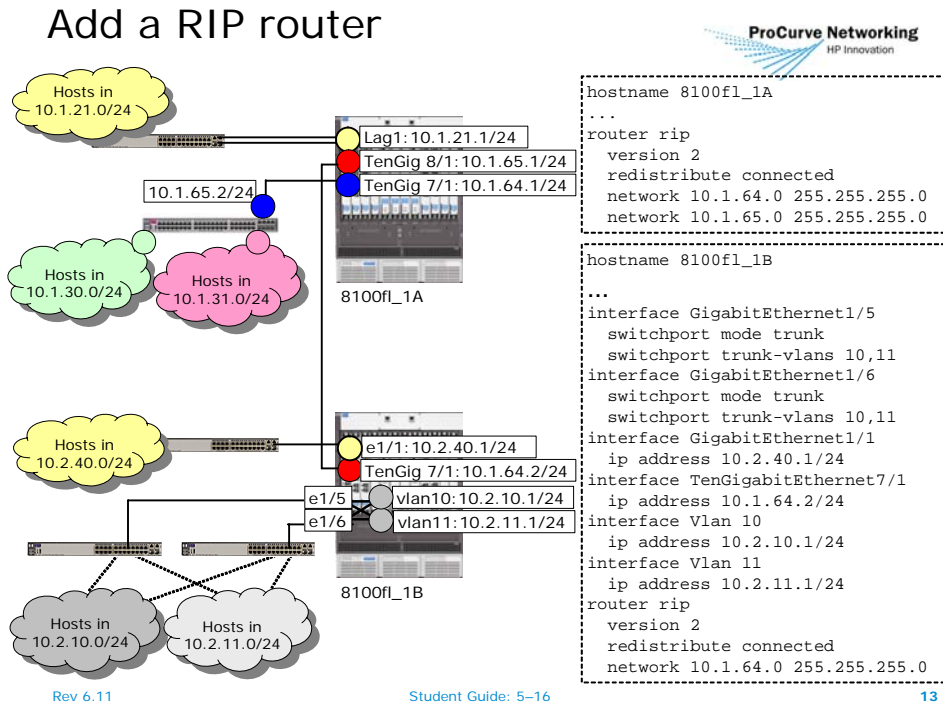 Add a RIP router
ProCurve Networking
HP Innovation
Hosts in
10.1.21.0/24
Lag1:10.1.21.1/24
TenGig 8/1:10.1.65.1/24
TenGig 7/1:10.1.64.1/24
10.1.65.2/24
Hosts in
10.1.30.0/24
Hosts in
10.1.31.0/24
8100fl_1A
Hosts in
10.2.40.0/24
e1/1:10.2.40.1/24
TenGig 7/1:10.1.64.2/24
e1/5
vlan10:10.2.10.1/24
e1/6
vlan11:10.2.11.1/24
8100fl_1B
Hosts in
10.2.10.0/24
Hosts in
10.2.11.0/24
hostname 8100fl_1A
...
router rip
version 2
redistribute connected
network 10.1.64.0 255.255.255.0
network 10.1.65.0 255.255.255.0
hostname 8100fl_1B
...
interface GigabitEthernet1/5
switchport mode trunk
switchport trunk-vlans 10,11
interface GigabitEthernet1/6
switchport mode trunk
switchport trunk-vlans 10,11
interface GigabitEthernet1/1
ip address 10.2.40.1/24
interface TenGigabitEthernet7/1
ip address 10.1.64.2/24
interface Vlan 10
ip address 10.2.10.1/24
interface Vlan 11
ip address 10.2.11.1/24
router rip
version 2
redistribute connected
network 10.1.64.0 255.255.255.0
Rev 6.11
Student Guide: 5–16
13